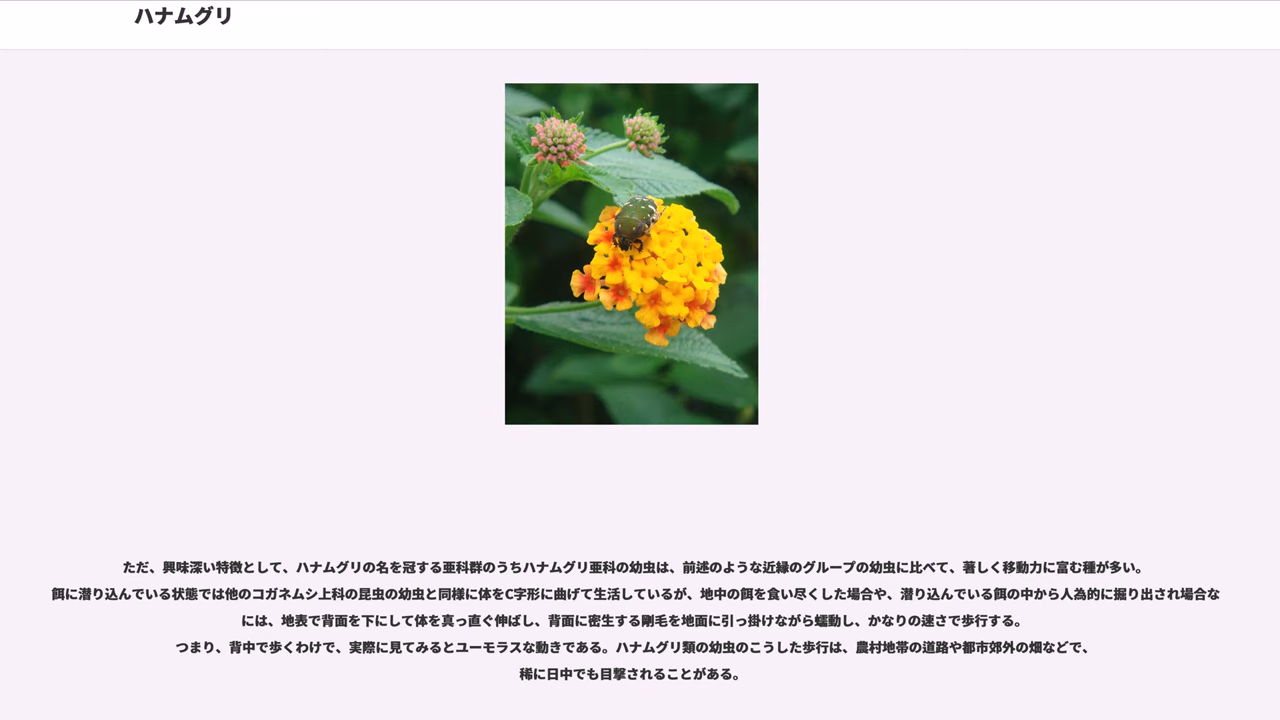 ハナムグリ
ただ、興味深い特徴として、ハナムグリの名を冠する亜科群のうちハナムグリ亜科の幼虫は、前述のような近縁のグループの幼虫に比べて、著しく移動力に富む種が多い。
餌に潜り込んでいる状態では他のコガネムシ上科の昆虫の幼虫と同様に体をC字形に曲げて生活しているが、地中の餌を食い尽くした場合や、潜り込んでいる餌の中から人為的に掘り出され場合な
には、地表で背面を下にして体を真っ直ぐ伸ばし、背面に密生する剛毛を地面に引っ掛けながら蠕動し、かなりの速さで歩行する。
つまり、背中で歩くわけで、実際に見てみるとユーモラスな動きである。ハナムグリ類の幼虫のこうした歩行は、農村地帯の道路や都市郊外の畑などで、
稀に日中でも目撃されることがある。